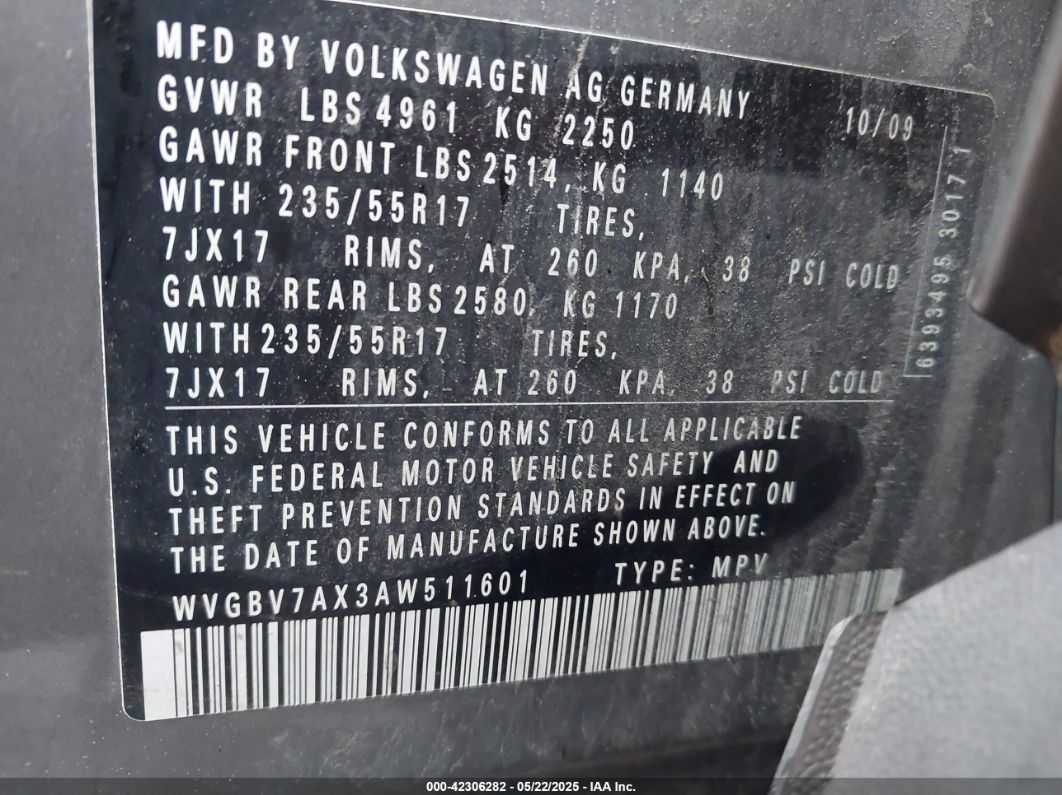 MFD BY VOLKSWAGEN AG GERMANY
GVWR LBS 4961 KG 2250 10/09
GAWR FRONT LBS 2514, KG 1140
WITH 235/55R17 TIRES,
7JX17 RIMS, AT 260 KPA, 38 PSI COLD
GAWR REAR LBS 2580, KG 1170
WITH 235/55R17 TIRES,
7JX17 RIMS, AT 260 KPA, 38 PSI COLD
6393495 30171
THIS VEHICLE CONFORMS TO ALL APPLICABLE
U.S. FEDERAL MOTOR VEHICLE SAFETY AND
THEFT PREVENTION STANDARDS IN EFFECT ON
THE DATE OF MANUFACTURE SHOWN ABOVE.
WVGBV7AX3AW511601 TYPE: MPV
000-42306282 - 05/22/2025 - IAA Inc.